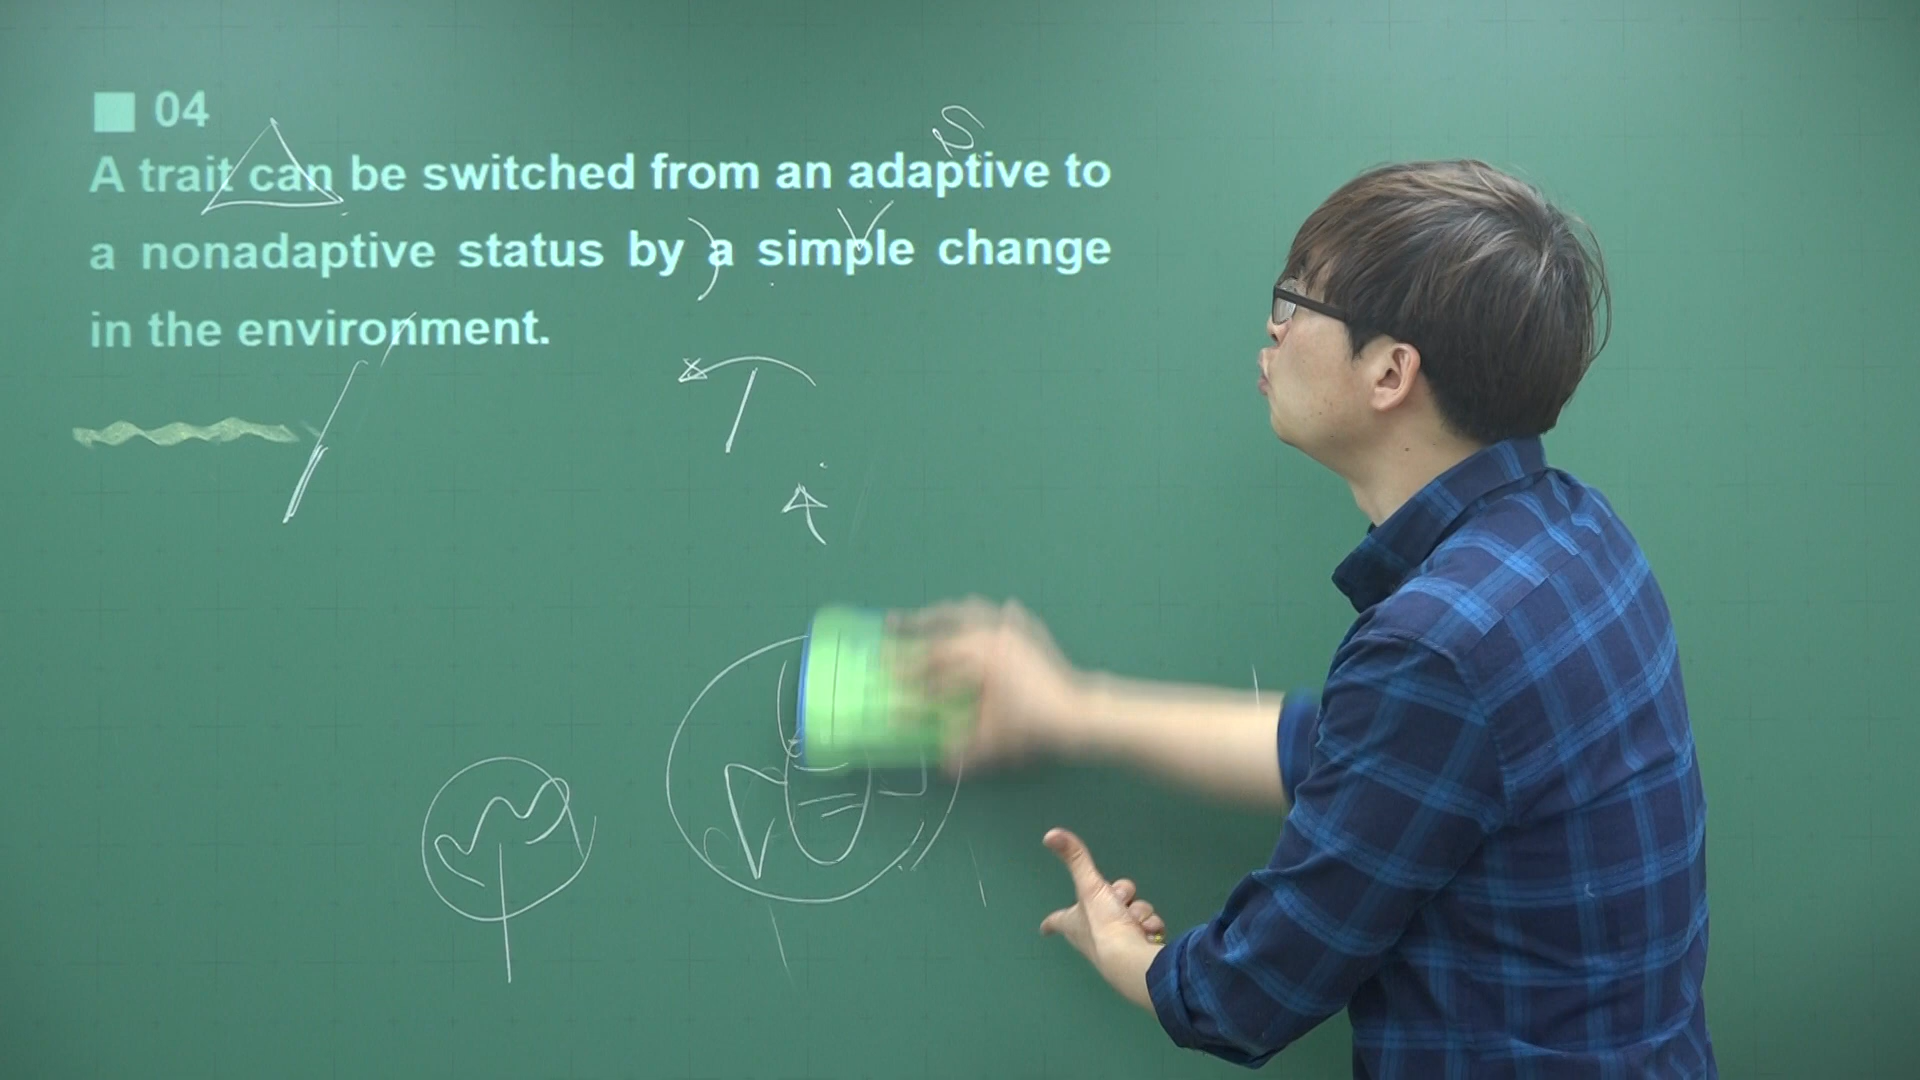 ■ 04
A trait can be switched from an adaptive to
a nonadaptive status by a simple change
in the environment.